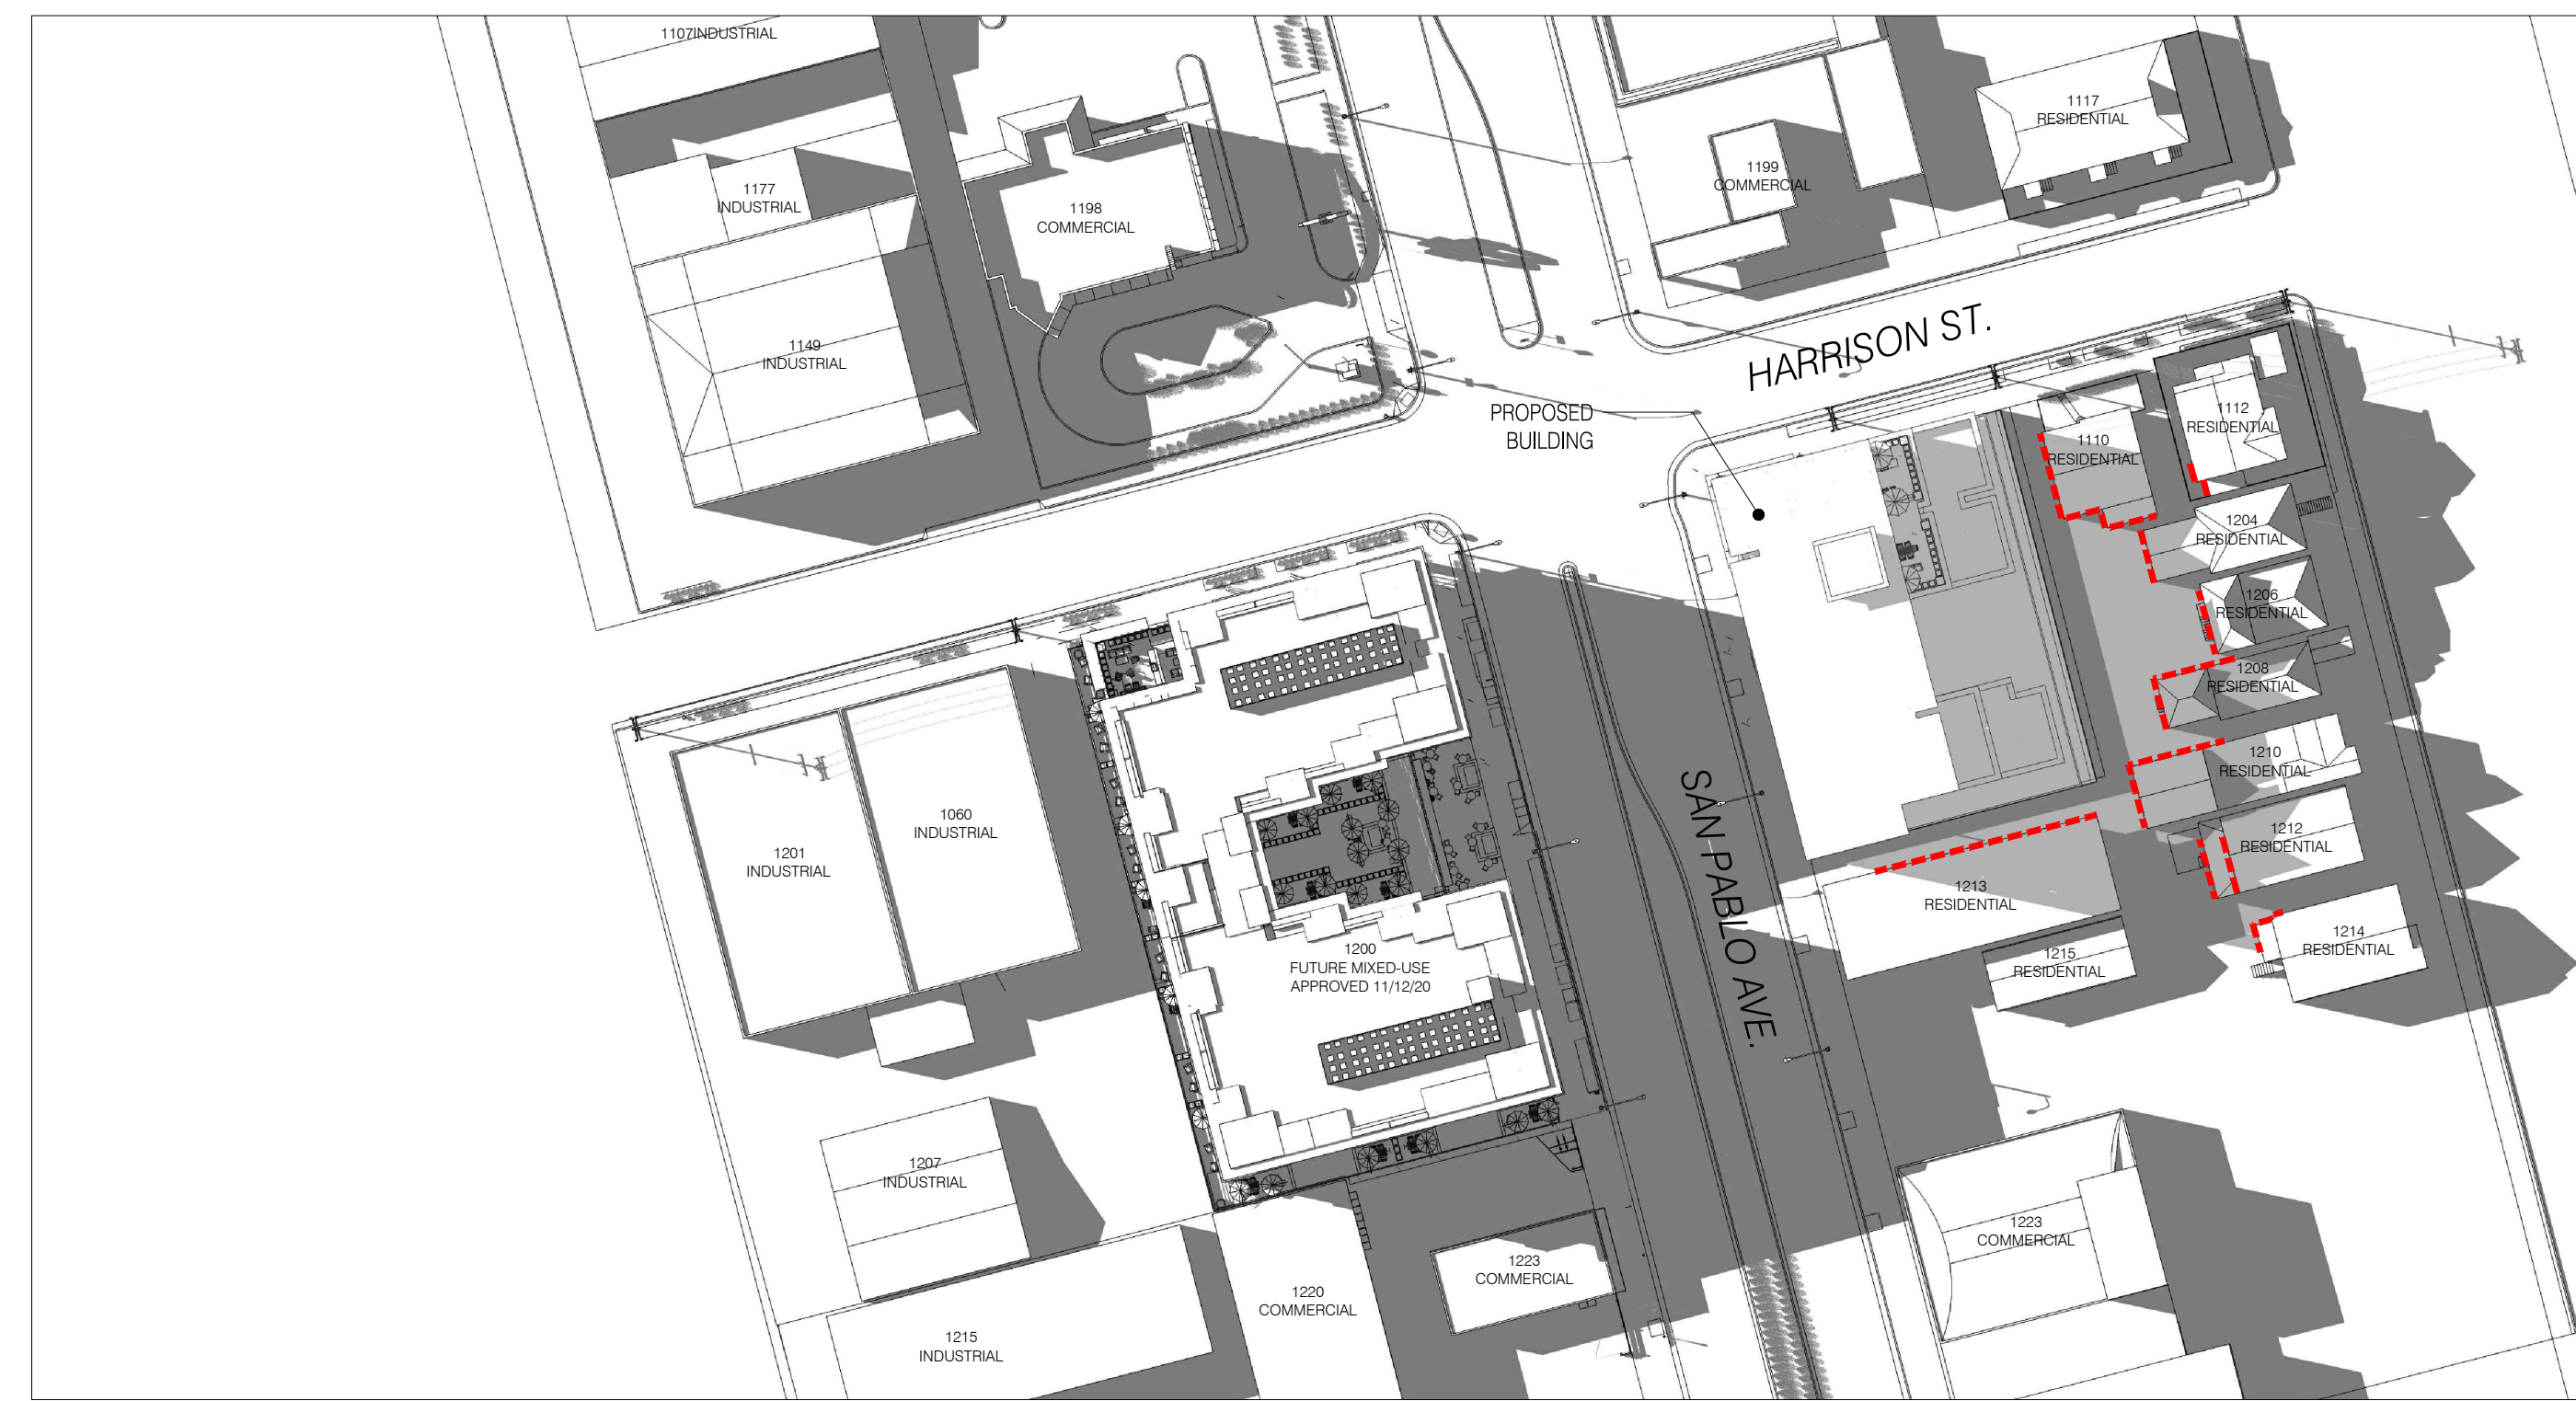 1107INDUSTRIAL
1177
INDUSTRIAL
1198
COMMERCIAL
1149
INDUSTRIAL
1117
RESIDENTIAL
1199
COMMERCIAL
HARRISON ST.
PROPOSED
BUILDING
1112
RESIDENTIAL
1110
RESIDENTIAL
1204
RESIDENTIAL
1206
RESIDENTIAL
1208
RESIDENTIAL
1210
RESIDENTIAL
1212
RESIDENTIAL
1213
RESIDENTIAL
1214
RESIDENTIAL
1215
RESIDENTIAL
SAN PABLO AVE.
1060
INDUSTRIAL
1201
INDUSTRIAL
1200
FUTURE MIXED-USE
APPROVED 11/12/20
1207
INDUSTRIAL
1223
COMMERCIAL
1223
COMMERCIAL
1220
COMMERCIAL
1215
INDUSTRIAL